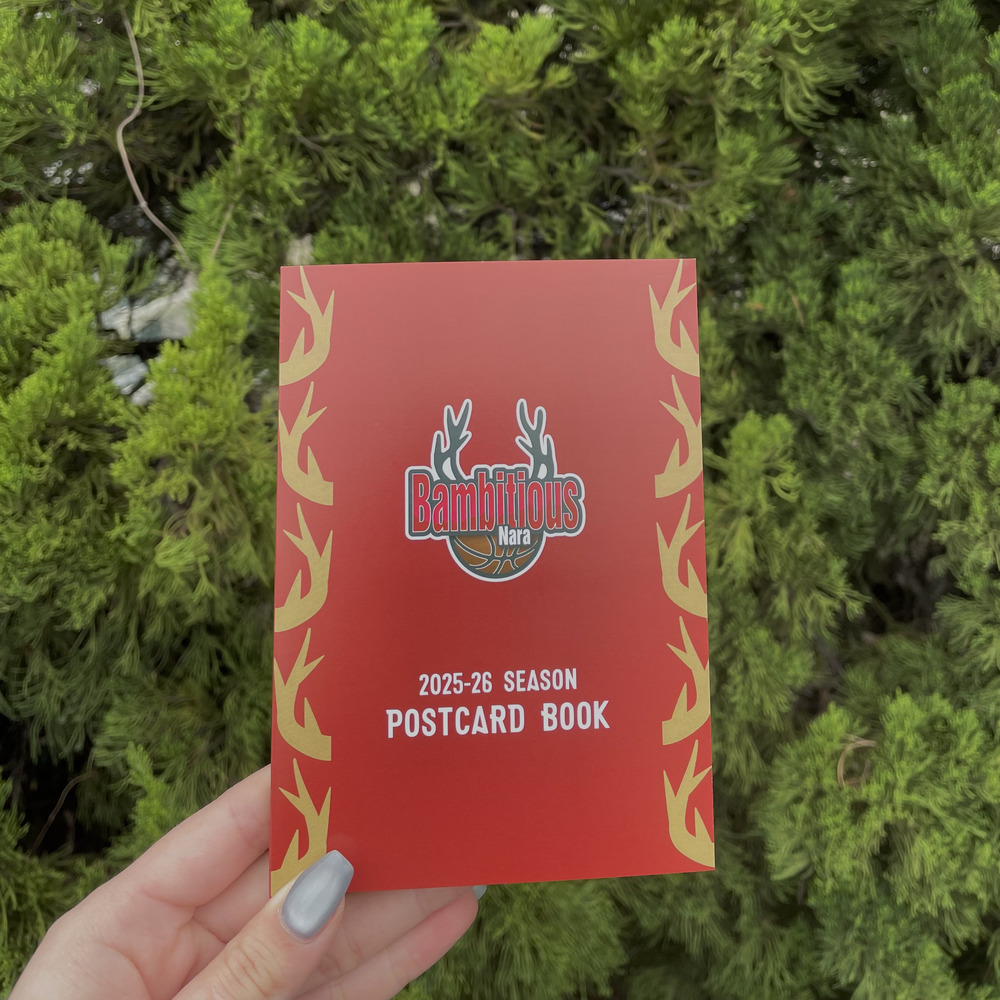 Bambitious
Nara
2025-26 SEASON
POSTCARD BOOK